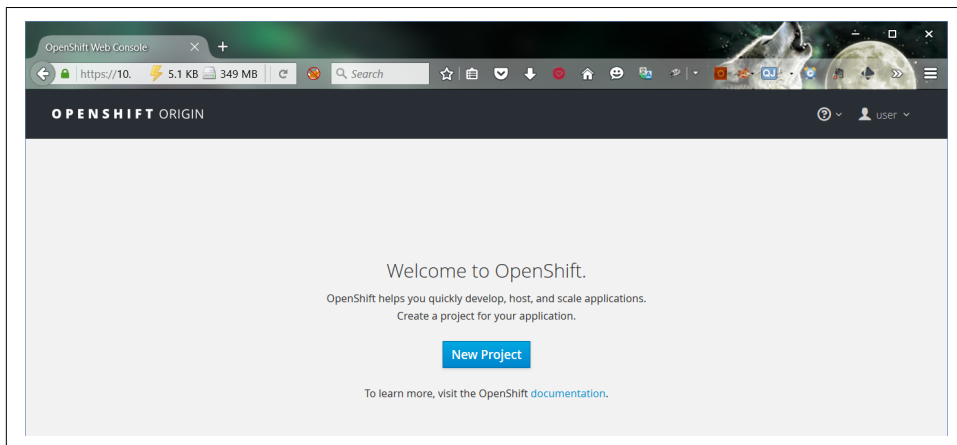 OpenShift Web Console
https://10. 5.1 KB 349 MB Search
OPENSHIFT ORIGIN
user
Welcome to OpenShift.
OpenShift helps you quickly develop, host, and scale applications.
Create a project for your application.
New Project
To learn more, visit the OpenShift documentation.